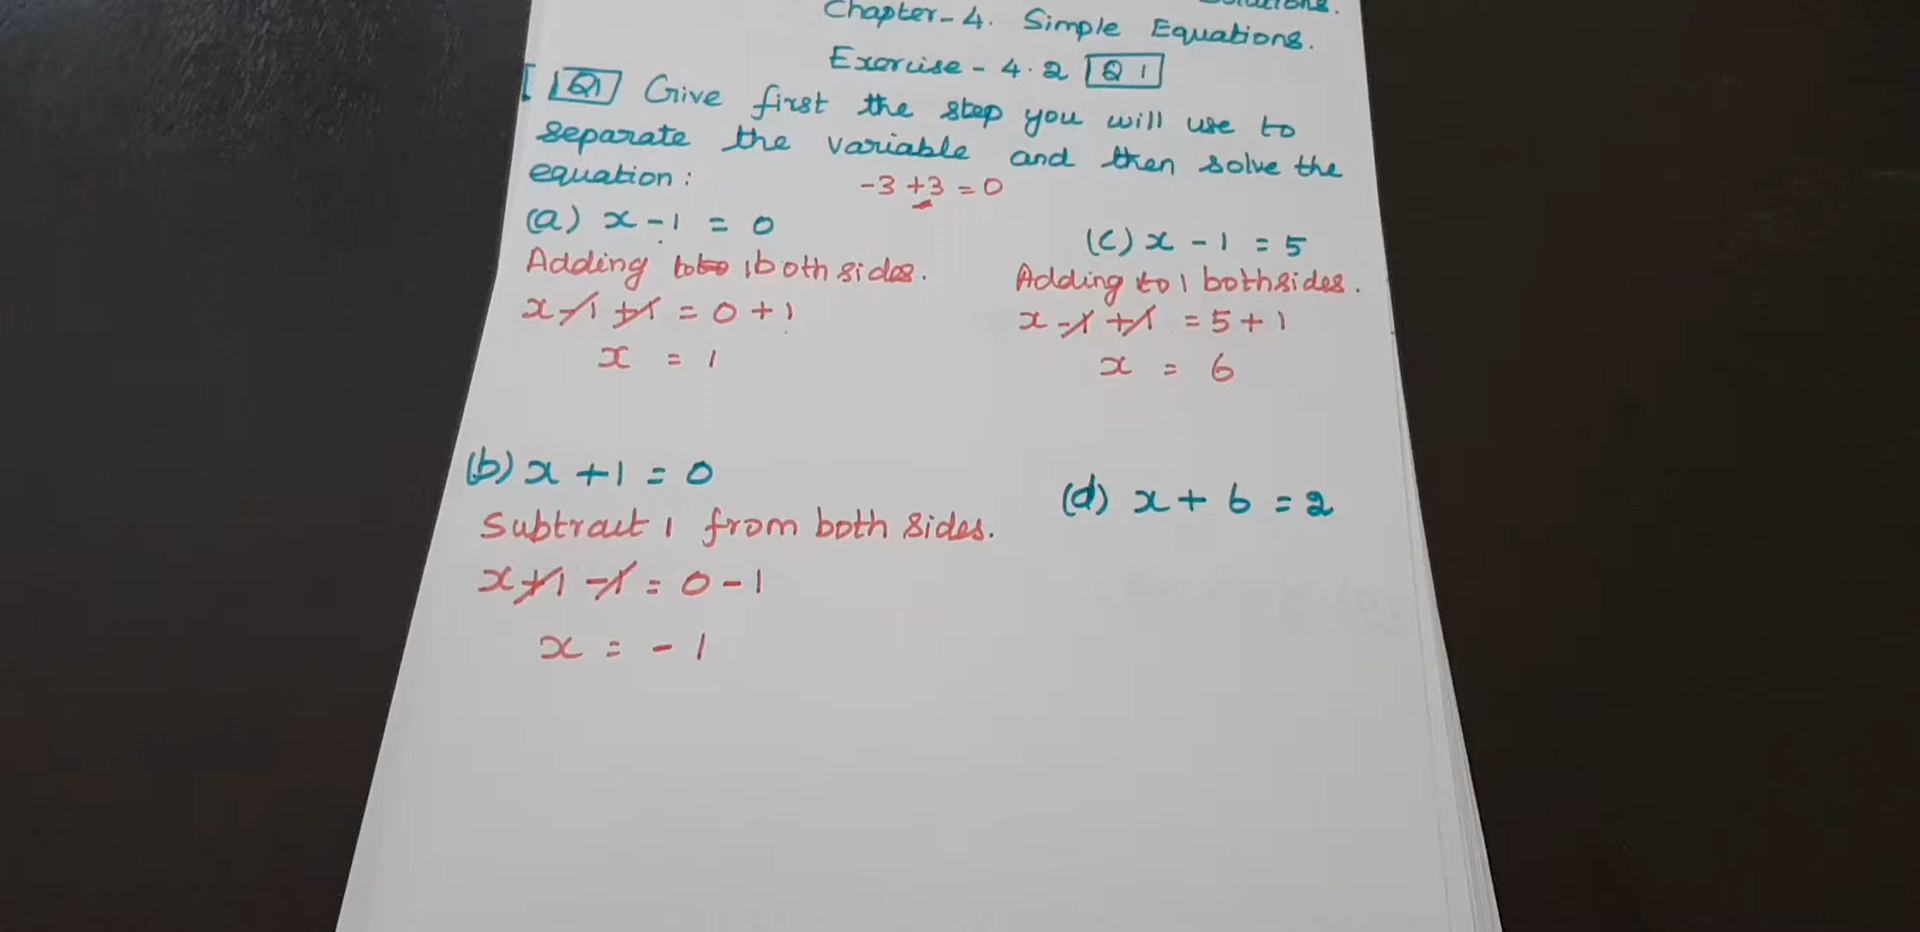 Chapter-4. Simple Equations.
Exercise - 4.2 Q1
Q1 Give first the step you will use to
separate the variable and then solve the
equation:
-3 +3 = 0
(a) x - 1 = 0
Adding 1 both sides.
x - 1 + 1 = 0 + 1
x = 1
(c) x - 1 = 5
Adding to 1 both sides.
x - 1 + 1 = 5 + 1
x = 6
(b) x + 1 = 0
Subtract 1 from both sides.
x + 1 - 1 = 0 - 1
x = - 1
(d) x + 6 = 2